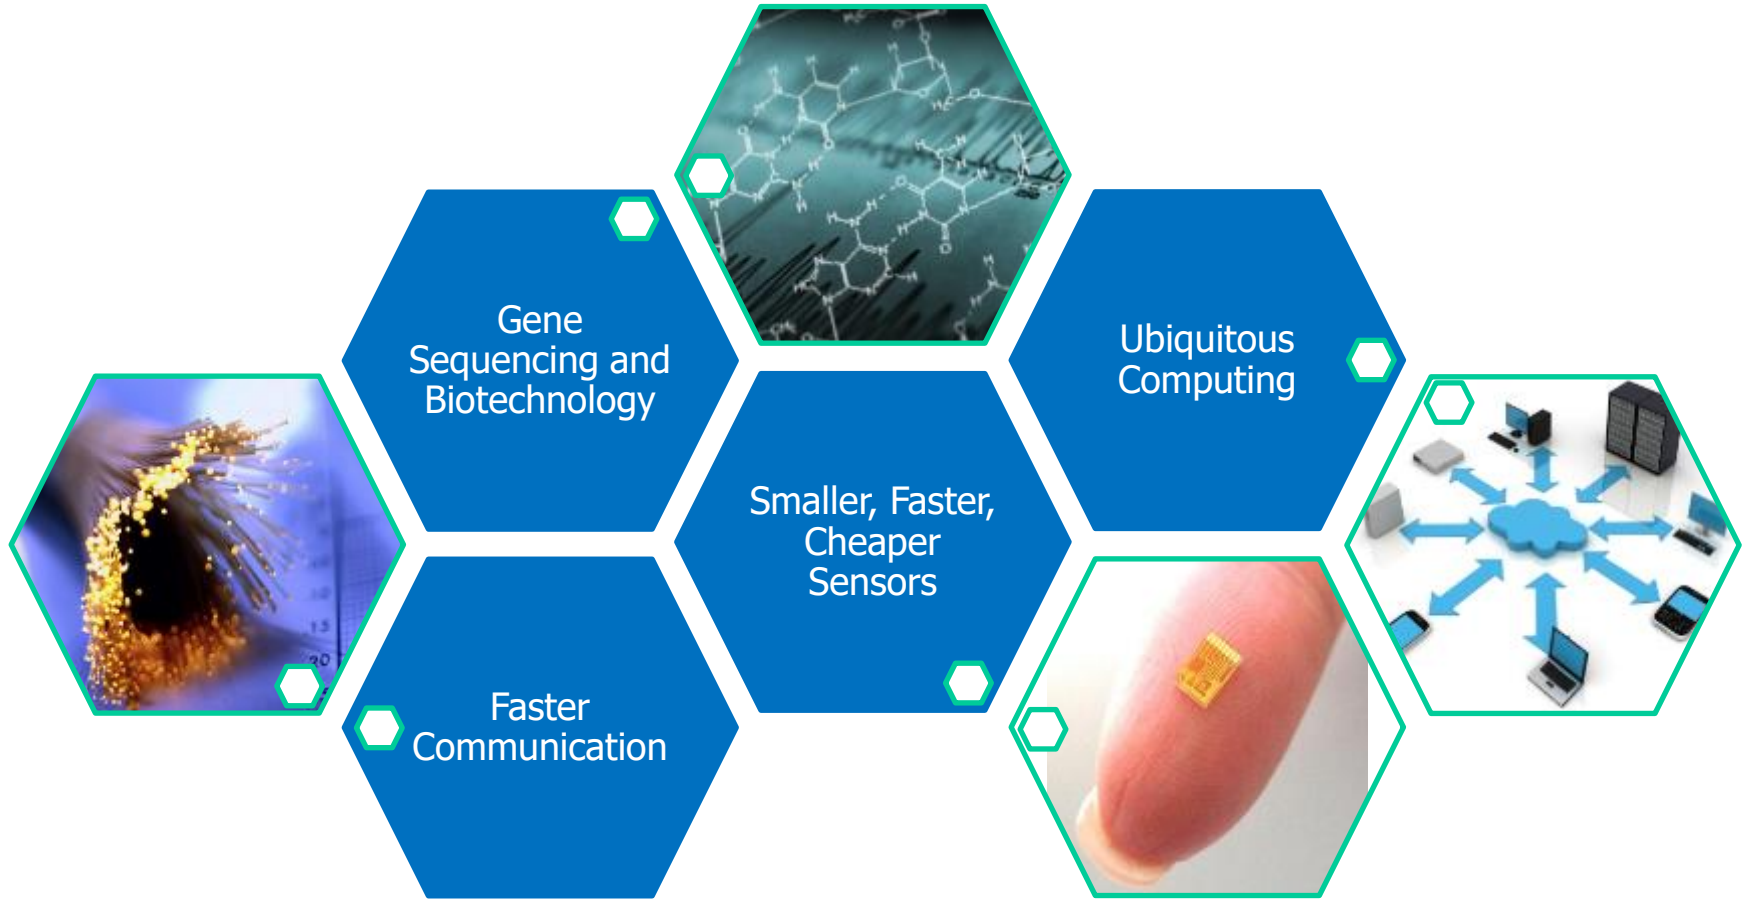 Gene
Sequencing and
Biotechnology
Ubiquitous
Computing
Smaller, Faster,
Cheaper
Sensors
Faster
Communication